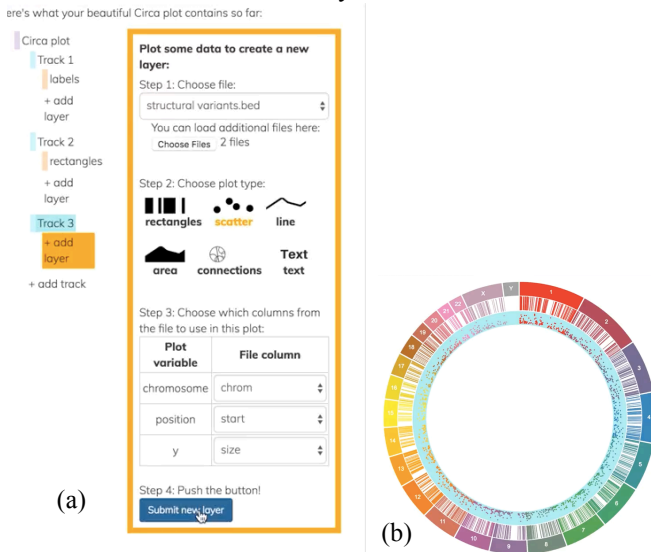 ere's what your beautiful Circa plot contains so far:
Circa plot
Track 1
labels
+ add
layer
Track 2
rectangles
+ add
layer
Track 3
+ add
layer
+ add track
Plot some data to create a new
layer:
Step 1: Choose file:
structural variants.bed
You can load additional files here:
Choose Files 2 files
Step 2: Choose plot type:
rectangles scatter line
Text
area connections text
Step 3: Choose which columns from
the file to use in this plot:
Plot
variable
File column
chromosome chrom
position start
y size
Step 4: Push the button!
Submit new layer
(a)
1
2
3
4
5
6
7
8
9
10
11
12
13
14
15
16
17
18
19
20
21
22
X
Y
(b)